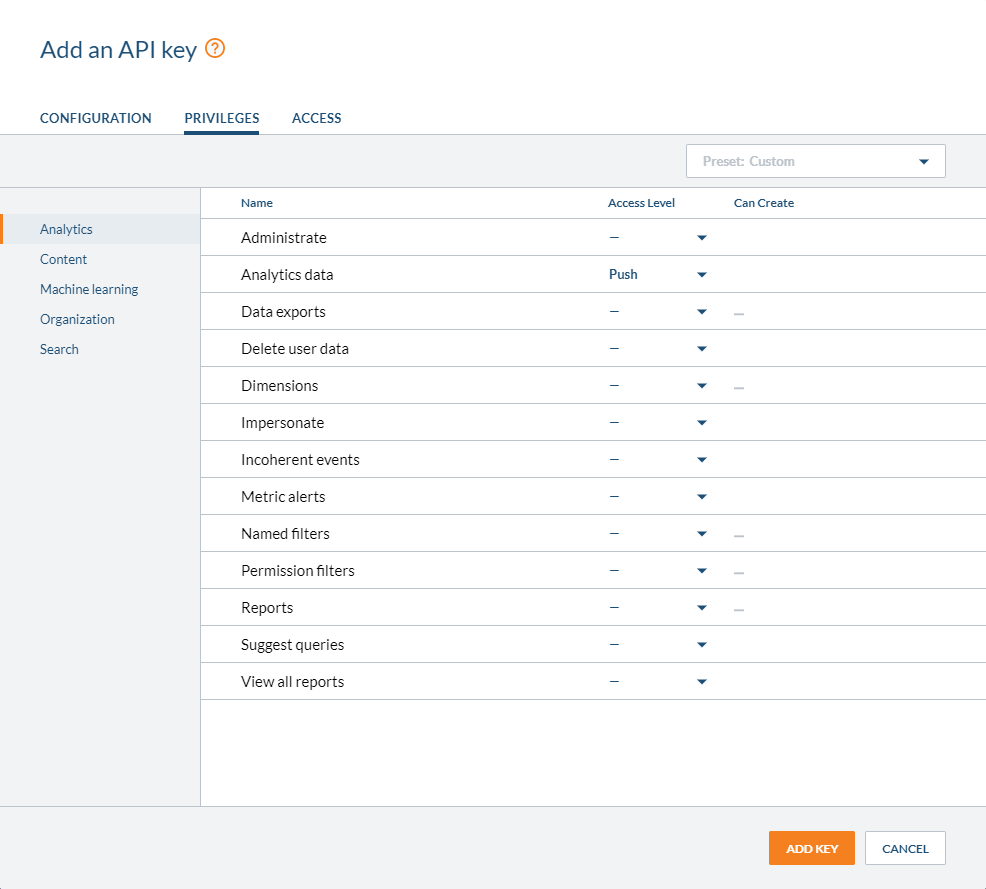 Add an API key ?
CONFIGURATION PRIVILEGES ACCESS
Preset: Custom
Analytics
Content
Machine learning
Organization
Search
Name Access Level Can Create
Administrate –
Analytics data Push
Data exports – –
Delete user data –
Dimensions – –
Impersonate –
Incoherent events –
Metric alerts –
Named filters – –
Permission filters – –
Reports – –
Suggest queries –
View all reports –
ADD KEY CANCEL